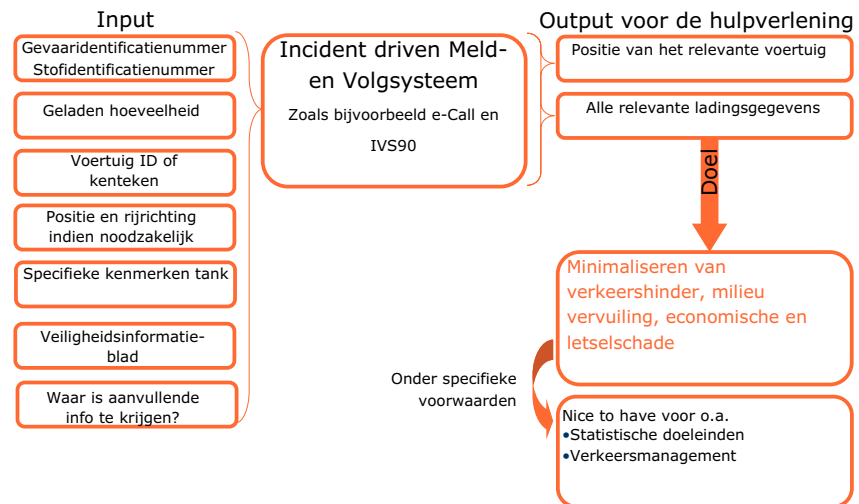 Input
Gevaaridentificatienummer
Stofidentificatienummer
Geladen hoeveelheid
Voertuig ID of
kenteken
Positie en rijrichting
indien noodzakelijk
Specifieke kenmerken tank
Veiligheidsinformatie-
blad
Waar is aanvullende
info te krijgen?
Incident driven Meld-
en Volgsysteem
Zoals bijvoorbeeld e-Call en
IVS90
Output voor de hulpverlening
Positie van het relevante voertuig
Alle relevante ladingsgegevens
Doel
Minimaliseren van
verkeershinder, milieu
vervuiling, economische en
letselschade
Onder specifieke
voorwaarden
Nice to have voor o.a.
•Statistische doeleinden
•Verkeersmanagement